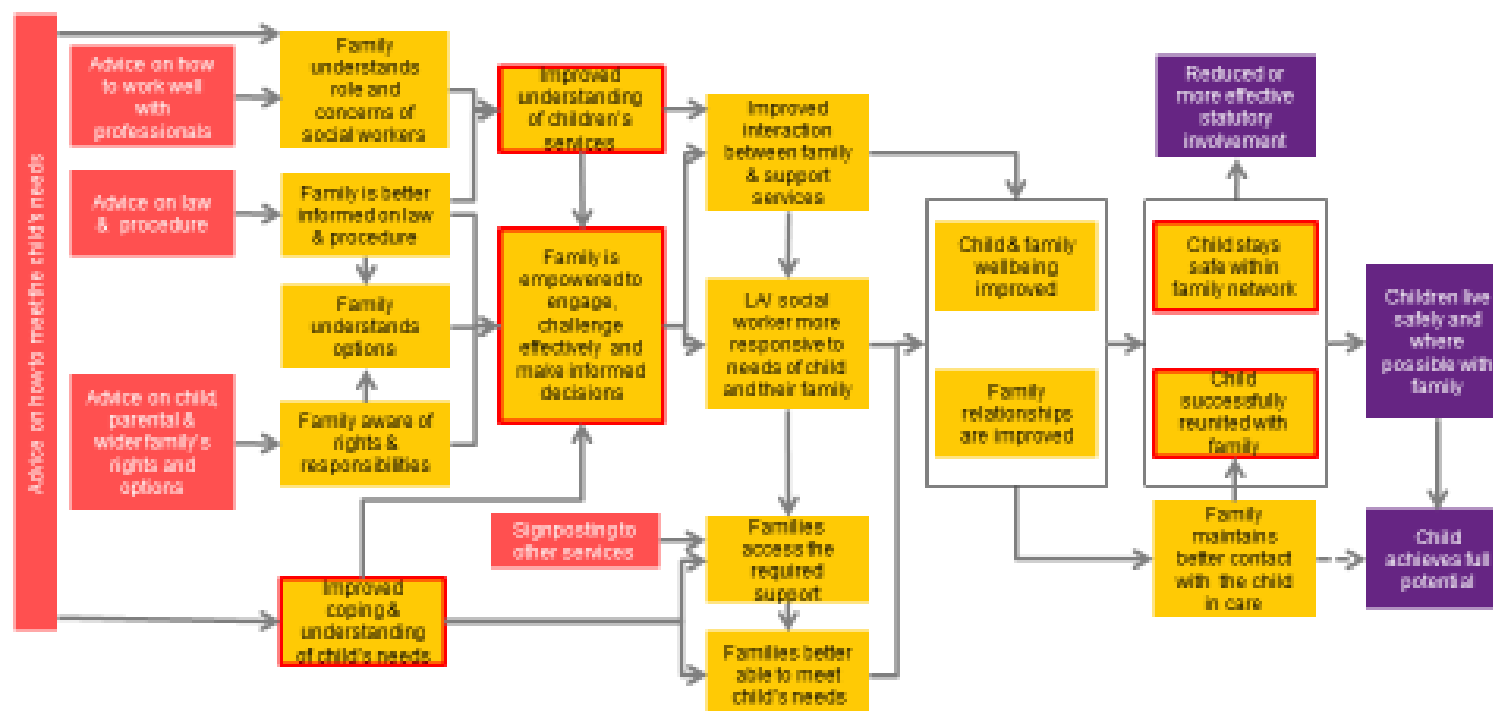 Advice on how to meet the child's needs
Advice on how
to work well
with
professionals
Advice on law
& procedure
Advice on child,
parental &
wider family's
rights and
options
Family
understands
role and
concerns of
social workers
Family is better
informed on law
& procedure
Family
understands
options
Family aware of
rights &
responsibilities
Improved
coping &
understanding
of child's needs
Improved
understanding
of children's
services
Family is
empowered to
engage,
challenge
effectively and
make informed
decisions
Signposting to
other services
Improved
interaction
between family
& support
services
LA/ social
worker more
responsive to
needs of child
and their family
Families
access the
required
support
Families better
able to meet
child's needs
Child & family
wellbeing
improved
Family
relationships
are improved
Reduced or
more effective
statutory
involvement
Child stays
safe within
family network
Child
successfully
reunited with
family
Family
maintains
better contact
with the child
in care
Children live
safely and
where
possible with
family
Child
achieves full
potential